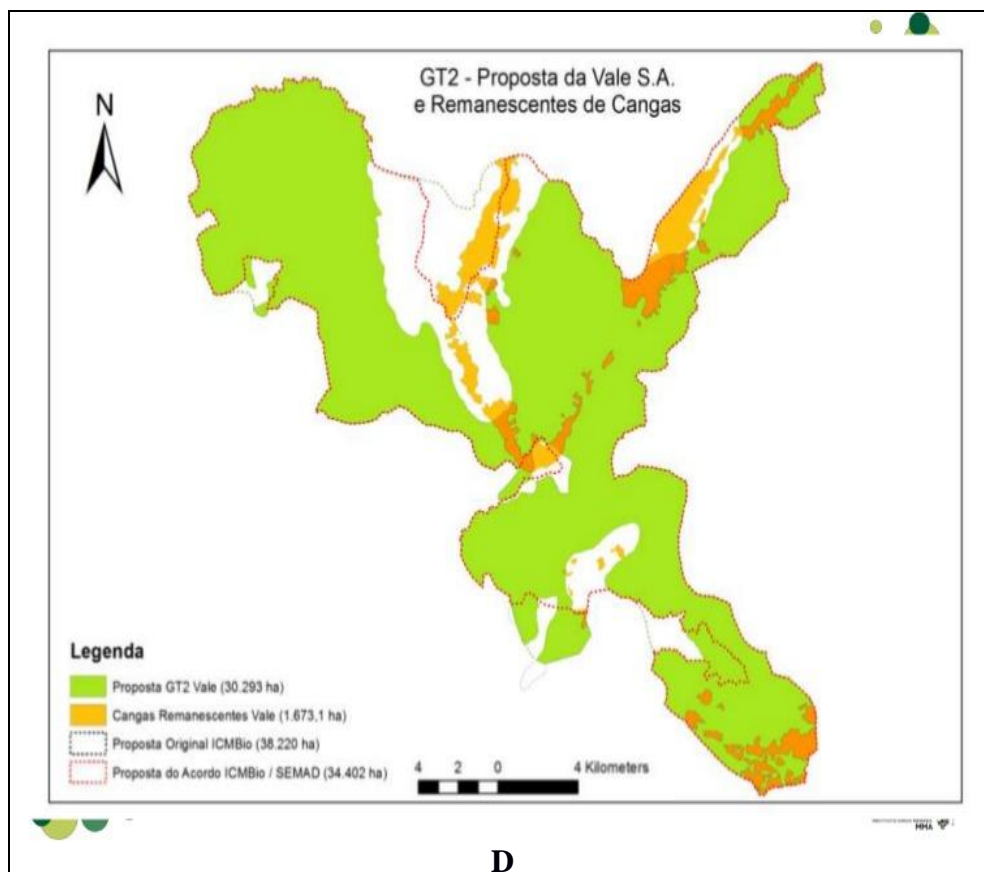 GT2 - Proposta da Vale S.A.
e Remanescentes de Cangas
N
Legenda
Proposta GT2 Vale (30.293 ha)
Cangas Remanescentes Vale (1.673,1 ha)
Proposta Original ICMBio (38.220 ha)
Proposta do Acordo ICMBio / SEMAD (34.402 ha)
4 2 0 4 Kilometers
MMA
D